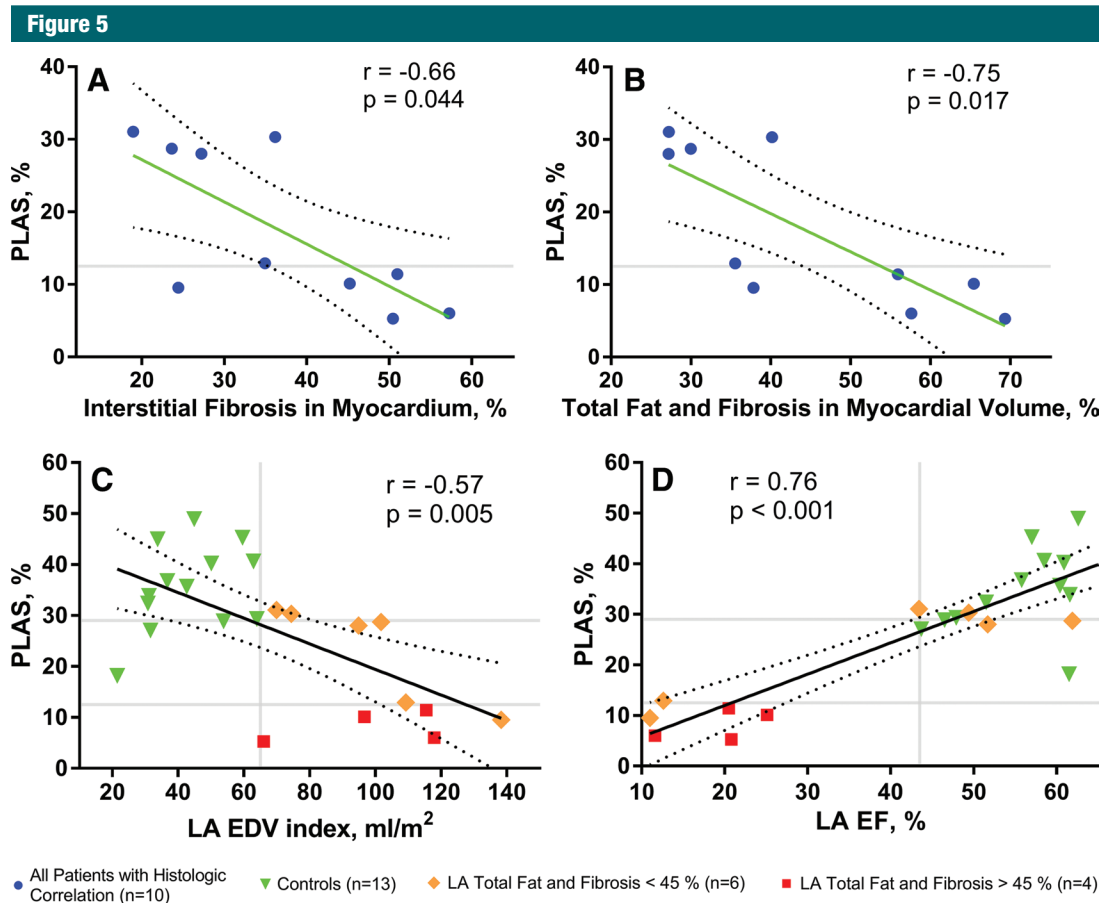 Figure 5
A
r = -0.66
p = 0.044
PLAS, %
40
30
20
10
0
20 30 40 50 60
Interstitial Fibrosis in Myocardium, %
B
r = -0.75
p = 0.017
PLAS, %
40
30
20
10
0
20 30 40 50 60 70
Total Fat and Fibrosis in Myocardial Volume, %
C
r = -0.57
p = 0.005
PLAS, %
60
50
40
30
20
10
0
20 40 60 80 100 120 140
LA EDV index, ml/m²
D
r = 0.76
p < 0.001
PLAS, %
60
50
40
30
20
10
0
10 20 30 40 50 60
LA EF, %
All Patients with Histologic
Correlation (n=10)
Controls (n=13)
LA Total Fat and Fibrosis < 45 % (n=6)
LA Total Fat and Fibrosis > 45 % (n=4)